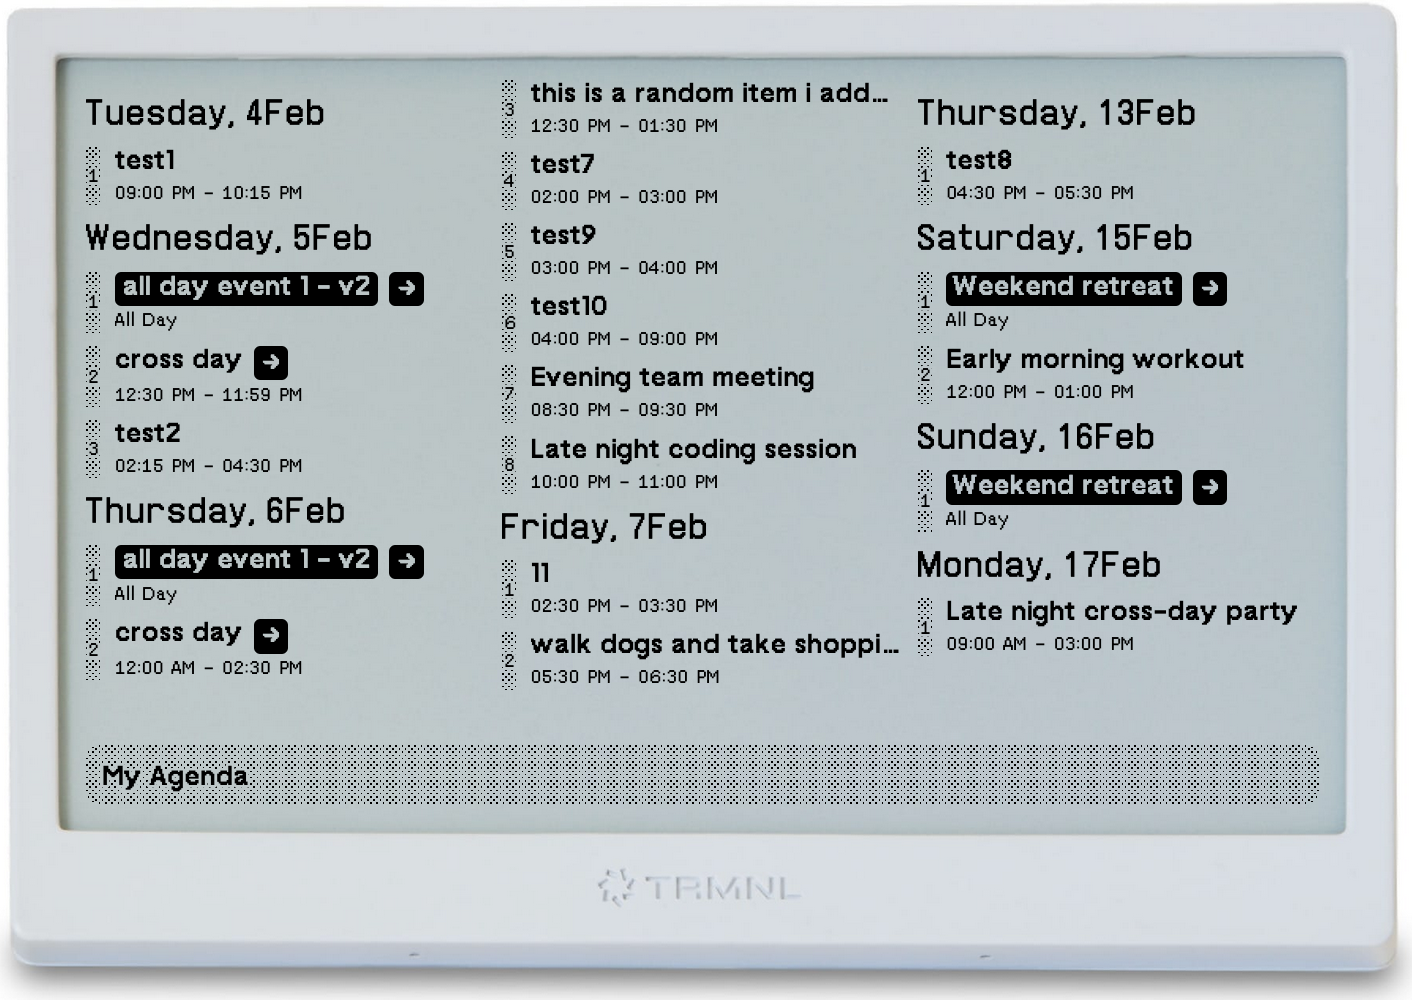 Tuesday, 4Feb
1
test1
09:00 PM - 10:15 PM
Wednesday, 5Feb
1
all day event 1 - v2 →
All Day
2
cross day →
12:30 PM - 11:59 PM
3
test2
02:15 PM - 04:30 PM
Thursday, 6Feb
1
all day event 1 - v2 →
All Day
2
cross day →
12:00 AM - 02:30 PM
3
this is a random item i add...
12:30 PM - 01:30 PM
4
test7
02:00 PM - 03:00 PM
5
test9
03:00 PM - 04:00 PM
6
test10
04:00 PM - 09:00 PM
7
Evening team meeting
08:30 PM - 09:30 PM
8
Late night coding session
10:00 PM - 11:00 PM
Friday, 7Feb
1
11
02:30 PM - 03:30 PM
2
walk dogs and take shoppi...
05:30 PM - 06:30 PM
Thursday, 13Feb
1
test8
04:30 PM - 05:30 PM
Saturday, 15Feb
1
Weekend retreat →
All Day
2
Early morning workout
12:00 PM - 01:00 PM
Sunday, 16Feb
1
Weekend retreat →
All Day
Monday, 17Feb
1
Late night cross-day party
09:00 AM - 03:00 PM
My Agenda
TRMNL